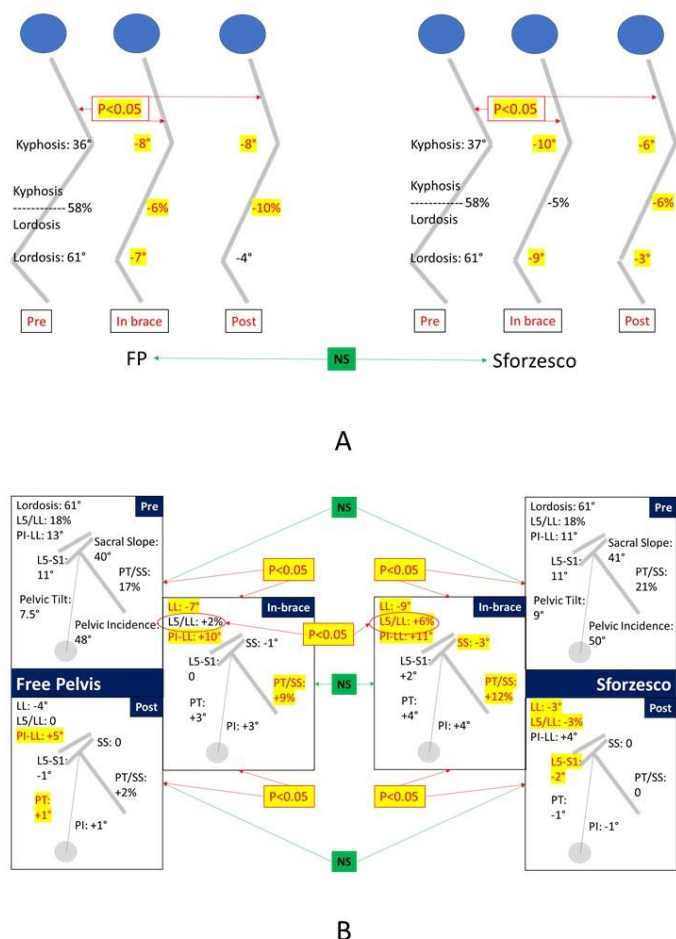 P<0.05
Kyphosis: 36°
-8°
-8°
Kyphosis
------------ 58%
Lordosis
-6%
-10%
Lordosis: 61°
-7°
-4°
Pre
In brace
Post
FP
P<0.05
Kyphosis: 37°
-10°
-6°
Kyphosis
------------ 58%
Lordosis
-5%
-6%
Lordosis: 61°
-9°
-3°
Pre
In brace
Post
NS
Sforzesco
A
Pre
Lordosis: 61°
L5/LL: 18%
PI-LL: 13°
Sacral Slope:
40°
L5-S1:
11°
PT/SS:
17%
Pelvic Tilt:
7.5°
Pelvic Incidence:
48°
NS
Pre
Lordosis: 61°
L5/LL: 18%
PI-LL: 11°
Sacral Slope:
41°
L5-S1:
11°
PT/SS:
21%
Pelvic Tilt:
9°
Pelvic Incidence:
50°
P<0.05
P<0.05
In-brace
LL: -7°
L5/LL: +2%
PI-LL: +10°
SS: -1°
L5-S1:
0
PT/SS:
+9%
PT:
+3°
PI: +3°
P<0.05
NS
In-brace
LL: -9°
L5/LL: +6%
PI-LL: +11°
SS: -3°
L5-S1:
+2°
PT/SS:
+12%
PT:
+4°
PI: +4°
Free Pelvis
Post
LL: -4°
L5/LL: 0
PI-LL: +5°
SS: 0
L5-S1:
-1°
PT/SS:
+2%
PT:
+1°
PI: +1°
Sforzesco
Post
LL: -3°
L5/LL: -3%
PI-LL: +4°
SS: 0
L5-S1:
-2°
PT/SS:
0
PT:
-1°
PI: -1°
P<0.05
P<0.05
NS
B